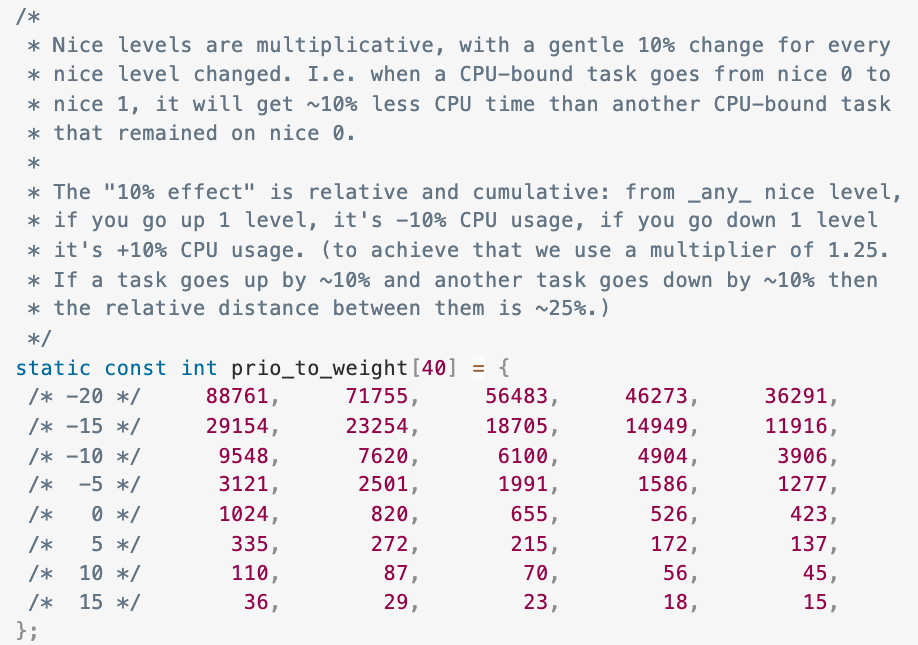 /*
 * Nice levels are multiplicative, with a gentle 10% change for every
 * nice level changed. I.e. when a CPU-bound task goes from nice 0 to
 * nice 1, it will get ~10% less CPU time than another CPU-bound task
 * that remained on nice 0.
 *
 * The "10% effect" is relative and cumulative: from _any_ nice level,
 * if you go up 1 level, it's -10% CPU usage, if you go down 1 level
 * it's +10% CPU usage. (to achieve that we use a multiplier of 1.25.
 * If a task goes up by ~10% and another task goes down by ~10% then
 * the relative distance between them is ~25%.)
 */
static const int prio_to_weight[40] = {
 /* -20 */     88761,     71755,     56483,     46273,     36291,
 /* -15 */     29154,     23254,     18705,     14949,     11916,
 /* -10 */      9548,      7620,      6100,      4904,      3906,
 /*  -5 */      3121,      2501,      1991,      1586,      1277,
 /*   0 */      1024,       820,       655,       526,       423,
 /*   5 */       335,       272,       215,       172,       137,
 /*  10 */       110,        87,        70,        56,        45,
 /*  15 */        36,        29,        23,        18,        15,
};